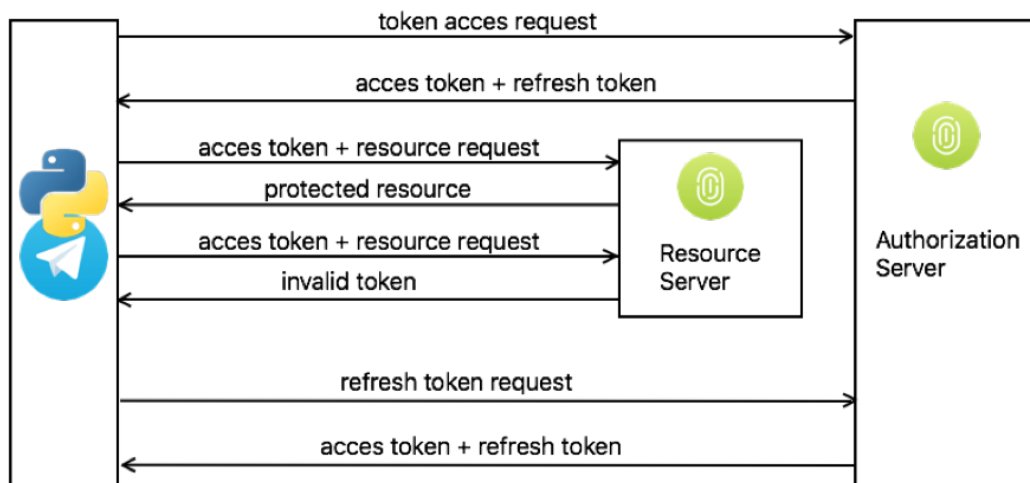 token acces request
acces token + refresh token
acces token + resource request
protected resource
acces token + resource request
invalid token
Resource
Server
Authorization
Server
refresh token request
acces token + refresh token